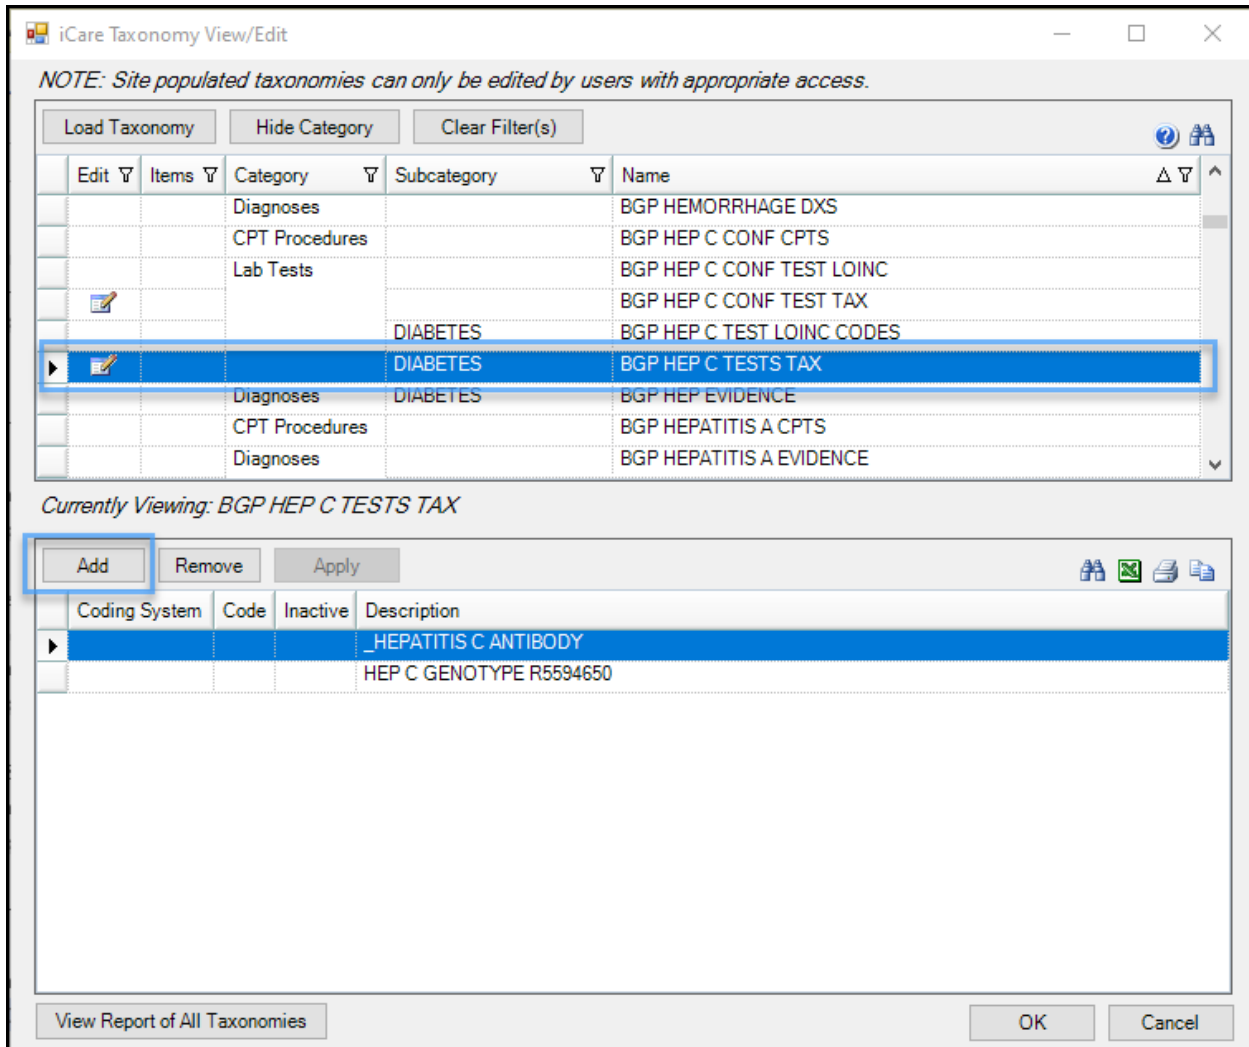 iCare Taxonomy View/Edit
NOTE: Site populated taxonomies can only be edited by users with appropriate access.
Load Taxonomy Hide Category Clear Filter(s)
Edit Items Category Subcategory Name
Diagnoses BGP HEMORRHAGE DXS
CPT Procedures BGP HEP C CONF CPTS
Lab Tests BGP HEP C CONF TEST LOINC
BGP HEP C CONF TEST TAX
DIABETES BGP HEP C TEST LOINC CODES
DIABETES BGP HEP C TESTS TAX
Diagnoses DIABETES BGP HEP EVIDENCE
CPT Procedures BGP HEPATITIS A CPTS
Diagnoses BGP HEPATITIS A EVIDENCE
Currently Viewing: BGP HEP C TESTS TAX
Add Remove Apply
Coding System Code Inactive Description
_HEPATITIS C ANTIBODY
HEP C GENOTYPE R5594650
View Report of All Taxonomies OK Cancel